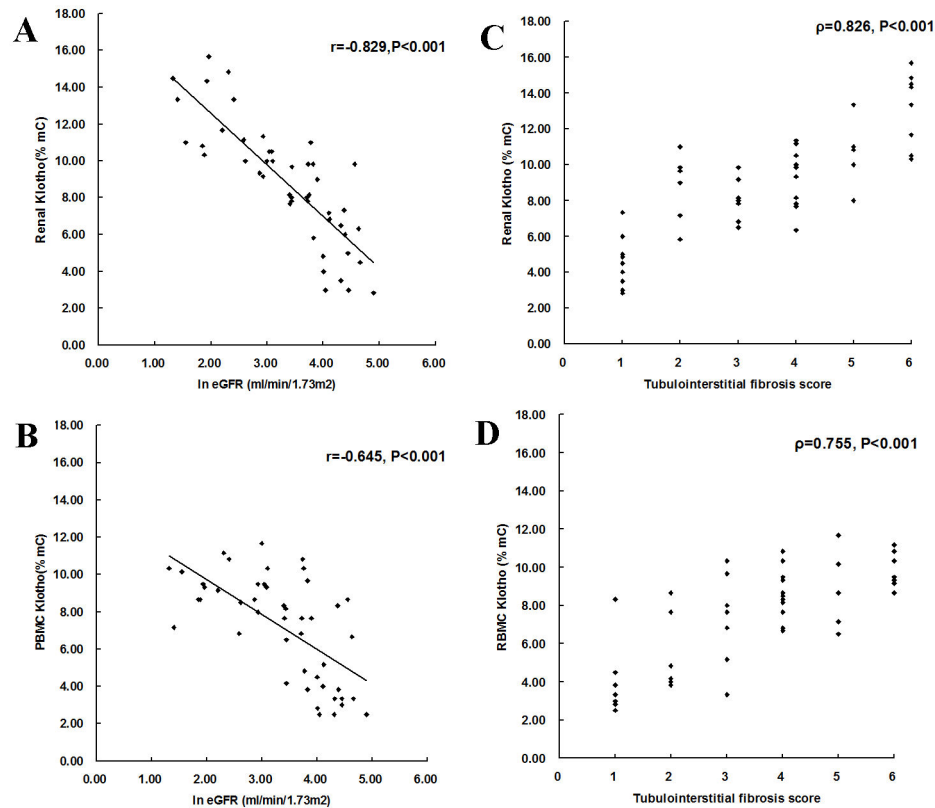 A
r=-0.829,P<0.001
18.00
16.00
14.00
12.00
10.00
8.00
6.00
4.00
2.00
0.00
Renal Klotho(% mC)
0.00 1.00 2.00 3.00 4.00 5.00 6.00
ln eGFR (ml/min/1.73m2)
C
ρ=0.826, P<0.001
18.00
16.00
14.00
12.00
10.00
8.00
6.00
4.00
2.00
0.00
Renal Klotho (% mC)
0 1 2 3 4 5 6
Tubulointerstitial fibrosis score
B
r=-0.645, P<0.001
18.00
16.00
14.00
12.00
10.00
8.00
6.00
4.00
2.00
0.00
PBMC Klotho(% mC)
0.00 1.00 2.00 3.00 4.00 5.00 6.00
ln eGFR (ml/min/1.73m2)
D
ρ=0.755, P<0.001
18.00
16.00
14.00
12.00
10.00
8.00
6.00
4.00
2.00
0.00
RBMC Klotho (% mC)
0 1 2 3 4 5 6
Tubulointerstitial fibrosis score